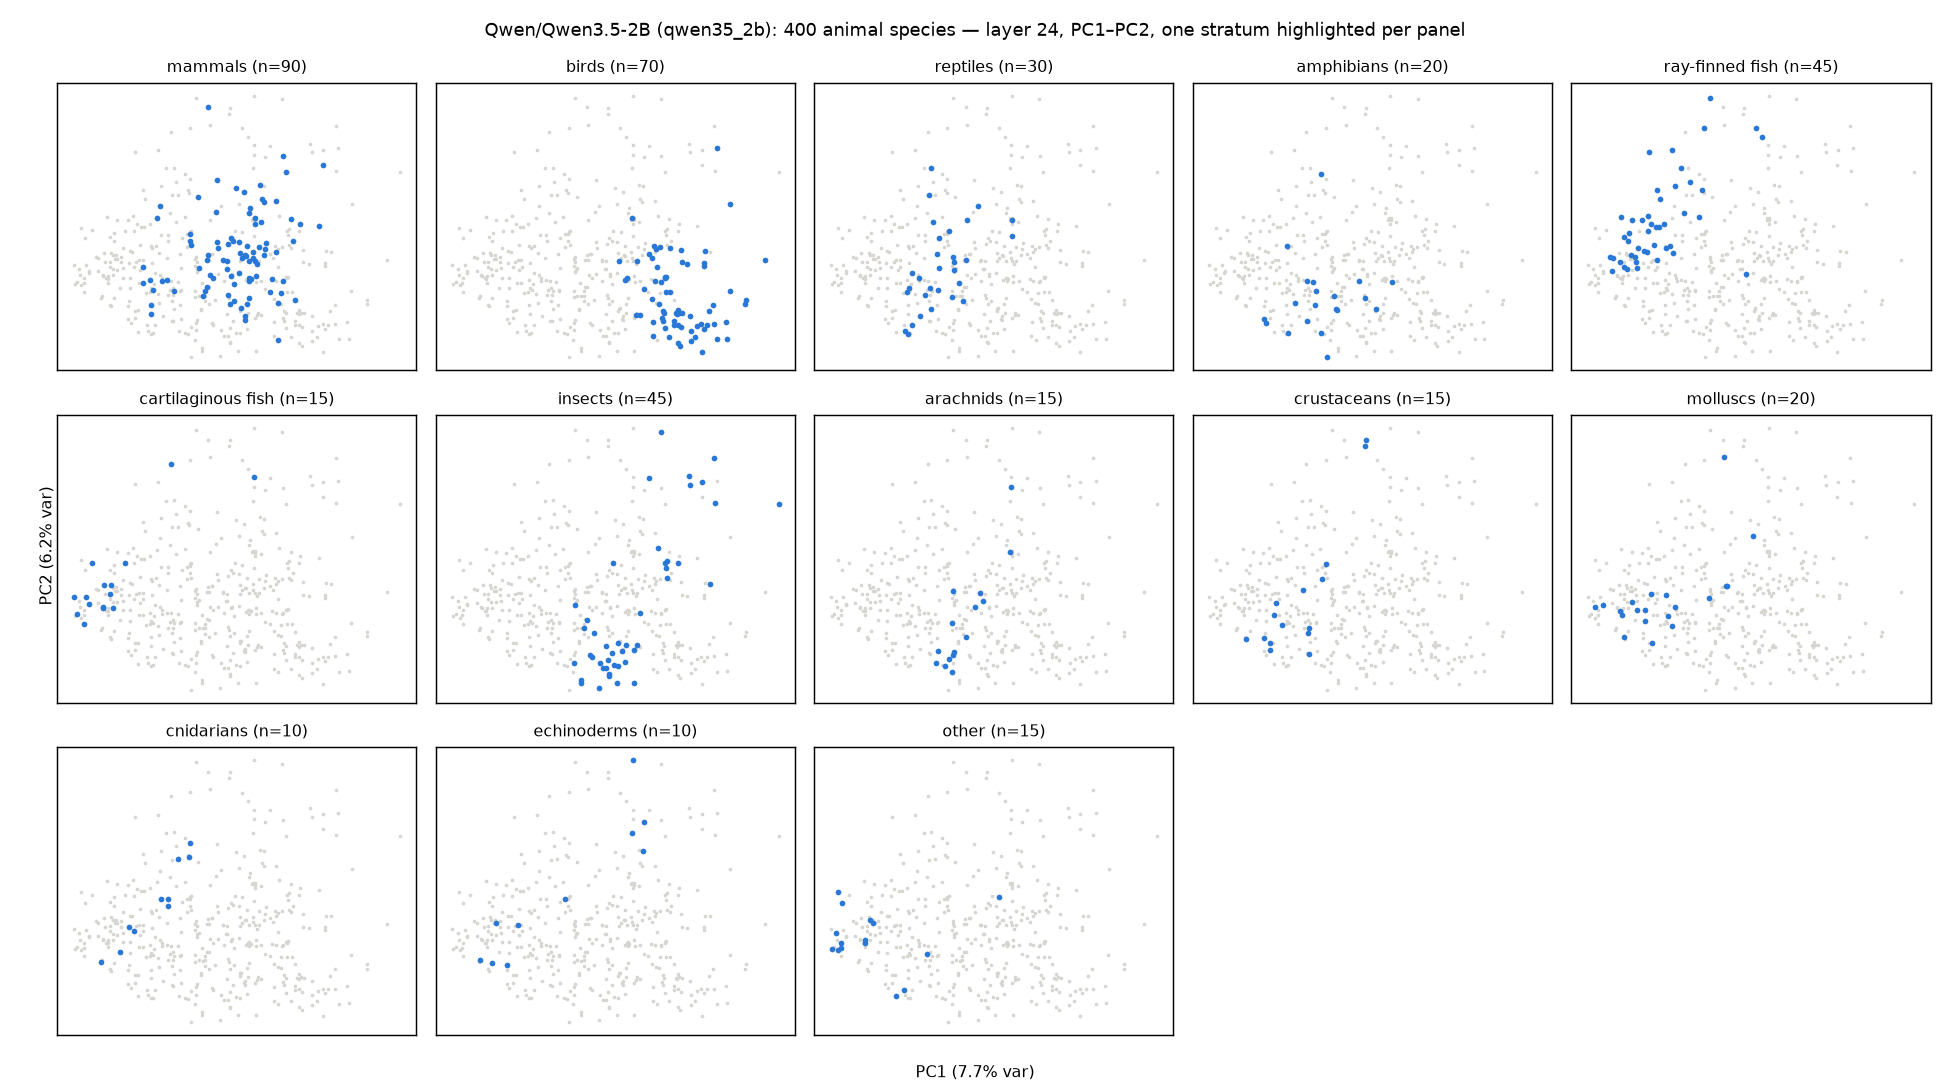 Qwen/Qwen3.5-2B (qwen35_2b): 400 animal species — layer 24, PC1–PC2, one stratum highlighted per panel
mammals (n=90)
birds (n=70)
reptiles (n=30)
amphibians (n=20)
ray-finned fish (n=45)
cartilaginous fish (n=15)
insects (n=45)
arachnids (n=15)
crustaceans (n=15)
molluscs (n=20)
PC2 (6.2% var)
cnidarians (n=10)
echinoderms (n=10)
other (n=15)
PC1 (7.7% var)